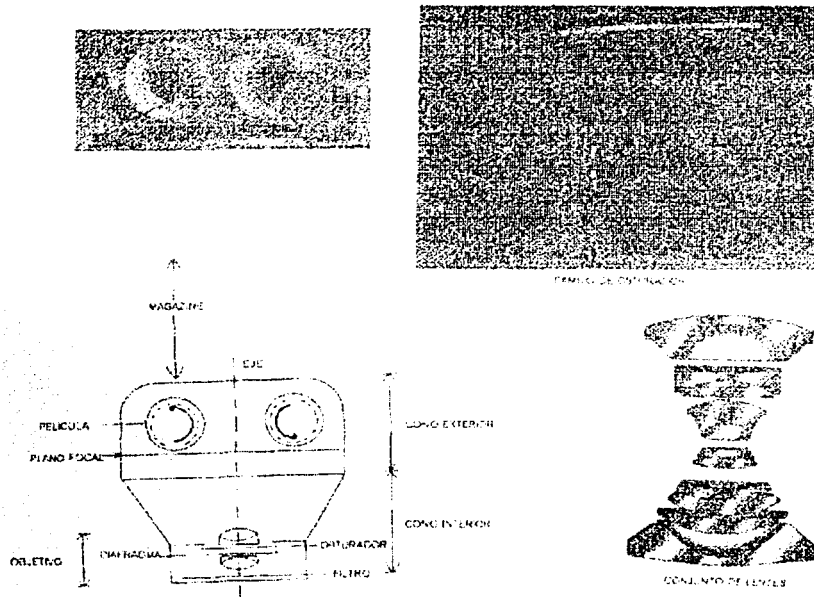 MAGAZINE
EJE
PELICULA
CONO EXTERIOR
PLANO FOCAL
CONO INTERIOR
OBTURADOR
OBJETIVO
DIAFRAGMA
FILTRO
CONJUNTO DE LENTES